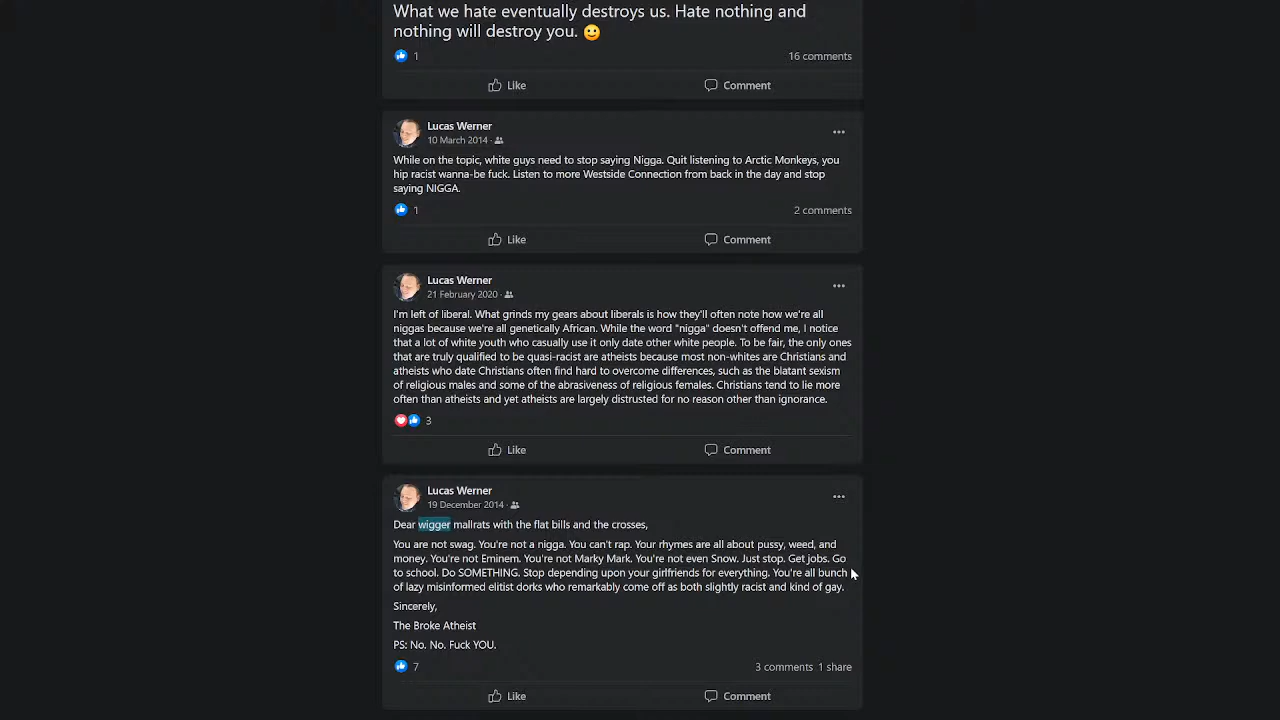 What we hate eventually destroys us. Hate nothing and
nothing will destroy you. 🙂
1
16 comments
Like
Comment
Lucas Werner
10 March 2014 ·
While on the topic, white guys need to stop saying Nigga. Quit listening to Arctic Monkeys, you
hip racist wanna-be fuck. Listen to more Westside Connection from back in the day and stop
saying NIGGA.
1
2 comments
Like
Comment
Lucas Werner
21 February 2020 ·
I'm left of liberal. What grinds my gears about liberals is how they'll often note how we're all
niggas because we're all genetically African. While the word "nigga" doesn't offend me, I notice
that a lot of white youth who casually use it only date other white people. To be fair, the only ones
that are truly qualified to be quasi-racist are atheists because most non-whites are Christians and
atheists who date Christians often find hard to overcome differences, such as the blatant sexism
of religious males and some of the abrasiveness of religious females. Christians tend to lie more
often than atheists and yet atheists are largely distrusted for no reason other than ignorance.
3
Like
Comment
Lucas Werner
19 December 2014 ·
Dear wigger mallrats with the flat bills and the crosses,
You are not swag. You're not a nigga. You can't rap. Your rhymes are all about pussy, weed, and
money. You're not Eminem. You're not Marky Mark. You're not even Snow. Just stop. Get jobs. Go
to school. Do SOMETHING. Stop depending upon your girlfriends for everything. You're all bunch
of lazy misinformed elitist dorks who remarkably come off as both slightly racist and kind of gay.
Sincerely,
The Broke Atheist
PS: No. No. Fuck YOU.
7
3 comments 1 share
Like
Comment